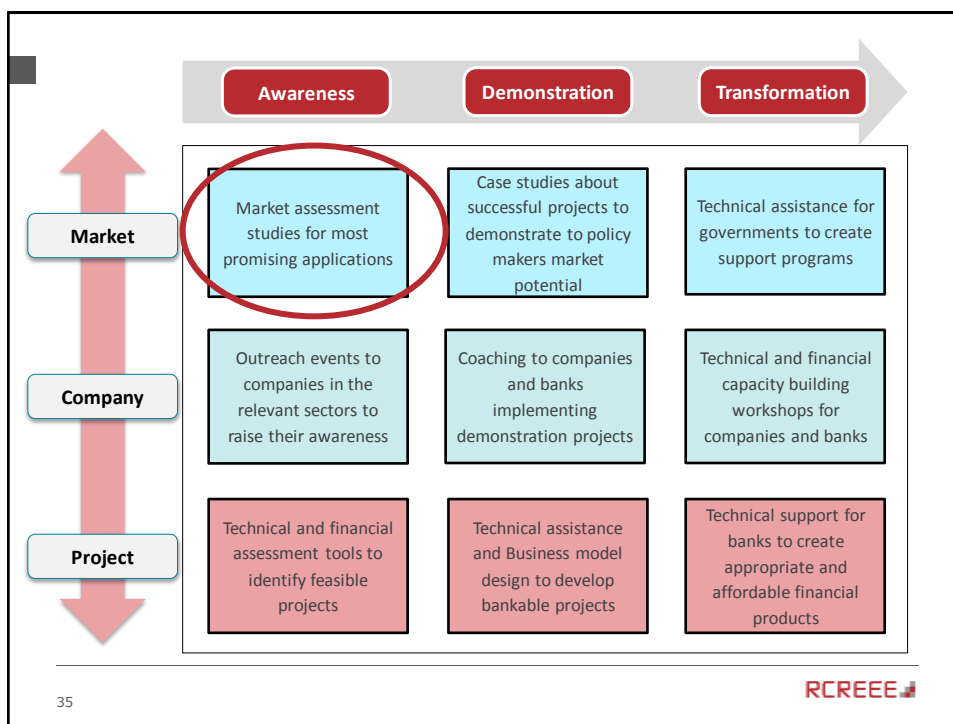 Awareness
Demonstration
Transformation
Market
Market assessment
studies for most
promising applications
Case studies about
successful projects to
demonstrate to policy
makers market
potential
Technical assistance for
governments to create
support programs
Company
Outreach events to
companies in the
relevant sectors to
raise their awareness
Coaching to companies
and banks
implementing
demonstration projects
Technical and financial
capacity building
workshops for
companies and banks
Project
Technical and financial
assessment tools to
identify feasible
projects
Technical assistance
and Business model
design to develop
bankable projects
Technical support for
banks to create
appropriate and
affordable financial
products
35
RCREEE